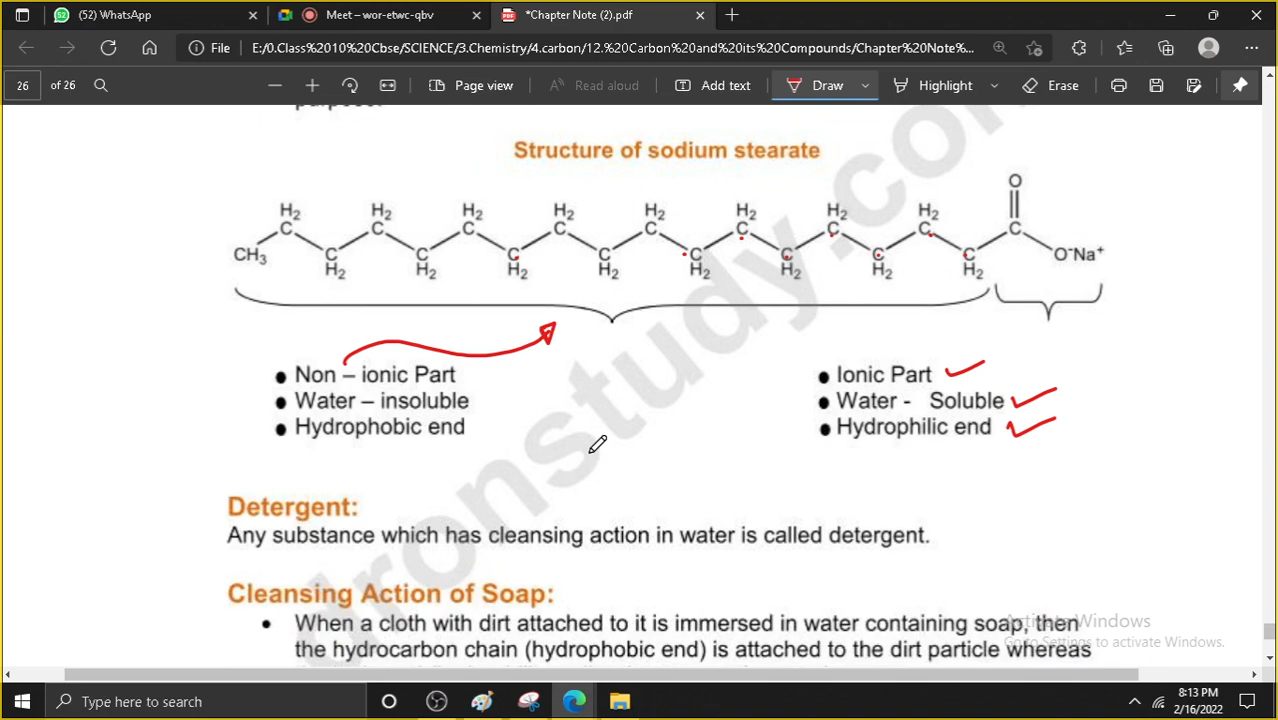 (52) WhatsApp
Meet – wor-etwc-qbv
*Chapter Note (2).pdf
File E:/0.Class%2010%20Cbse/SCIENCE/3.Chemistry/4.carbon/12.%20Carbon%20and%20its%20Compounds/Chapter%20Note%...
26 of 26 Page view Read aloud Add text Draw Highlight Erase
Structure of sodium stearate
O
H₂ H₂ H₂ H₂ H₂ H₂ H₂ H₂
C C C C C C C C C
CH₃ C C C C C C C C O⁻Na⁺
H₂ H₂ H₂ H₂ H₂ H₂ H₂ H₂
● Non – ionic Part
● Water – insoluble
● Hydrophobic end
● Ionic Part
● Water - Soluble
● Hydrophilic end
Detergent:
Any substance which has cleansing action in water is called detergent.
Cleansing Action of Soap:
● When a cloth with dirt attached to it is immersed in water containing soap, then
the hydrocarbon chain (hydrophobic end) is attached to the dirt particle whereas
dronstudy.com
Activate Windows
Go to Settings to activate Windows.
Type here to search
8:13 PM
2/16/2022